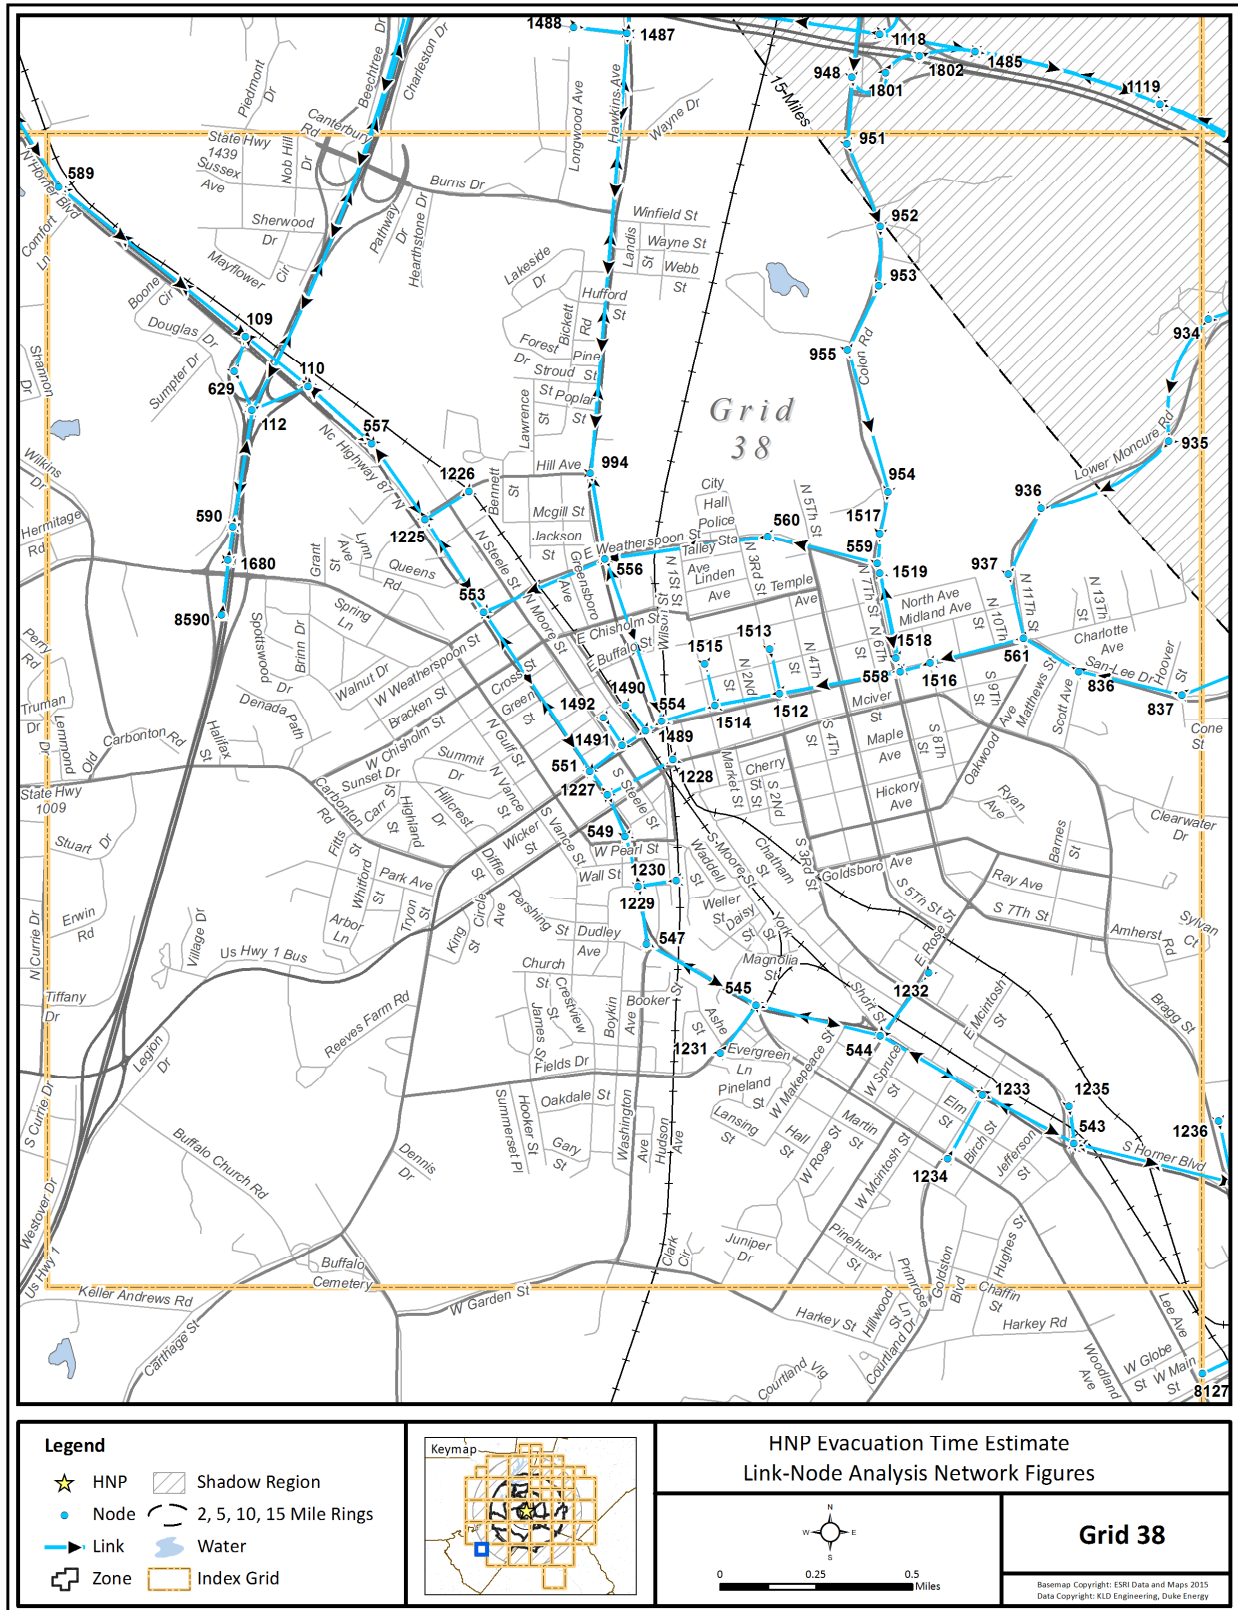 1488
1487
1118
1485
948
1802
1801
1119
15-Miles
951
589
952
953
955
934
935
936
954
1517
560
559
1519
937
109
110
629
112
557
1226
1225
994
556
590
1680
8590
553
561
836
837
1518
558
1516
1513
1515
1512
1514
1490
554
1492
1489
1491
551
1228
1227
549
1230
1229
547
545
1231
1232
544
1233
1235
543
1236
1234
8127
Grid
38
Piedmont
Dr
Beechtree Dr
Charleston Dr
Canterbury
Rd
State Hwy
1439
Nob Hill
Dr
Sussex
Ave
Sherwood
Dr
Mayflower
Cir
Pathway
Dr
Hearthstone Dr
Burns Dr
Longwood Ave
Hawkins Ave
Wayne Dr
Winfield St
Landis
St
Wayne St
Webb
St
Lakeside
Dr
Hufford
St
Bickett
Rd
Forest
Dr
Pine
St
Stroud
Poplar
St
Lawrence
St
Hill Ave
Bennett
St
Mcgill St
Jackson
St
Greensboro
Ave
E Weatherspoon St
City
Hall
Police
Sta
Talley
Ave
Linden
Ave
N 1St St
N 3Rd St
N 5Th St
Temple
Ave
N 7Th St
N 6Th
St
North Ave
Midland Ave
N 10Th
St
N 11Th St
N 13Th
St
Charlotte
Ave
San-Lee Dr
Hoover
St
Cone
St
Colon Rd
Lower Moncure Rd
N Horner Blvd
Comfort
Ln
Boone
Cir
Douglas
Dr
Sumpter Dr
Shannon
Dr
Nc Highway 87 N
Wilkins
Dr
Hermitage
Rd
Perry
Rd
Truman
Dr
Lemmond
Dr
Old
Carbonton
Rd
State Hwy
1009
Stuart
Dr
Erwin
Rd
N Currie Dr
Tiffany
Dr
S Currie Dr
Westover Dr
Us Hwy 1
Keller Andrews Rd
Carthage St
Buffalo Church Rd
Buffalo
Cemetery
W Garden St
Dennis
Dr
Reeves Farm Rd
Legion
Dr
Village Dr
Us Hwy 1 Bus
Grant
St
Lynn
Ave
Queens
Rd
Spring
Ln
Spottswood
Dr
Brinn Dr
Denada Path
Halifax
St
Walnut Dr
W Weatherspoon St
Bracken St
W Chisholm St
Sunset Dr
Carbonton
Rd
Carr
St
Highland
Summit
Dr
Hillcrest
Dr
Fitts
St
Whitford
St
Park Ave
Arbor
Ln
Tryon
St
King
St
Circle
Ave
Diffie
St
Pershing
St
Wicker
St
N Vance
St
N Gulf St
S Vance St
N Steele St
N Moore
St
E Chisholm St
E Buffalo St
Wilson St
Cross
St
Green
St
S Steele St
W Pearl St
Wall St
N 2Nd
St
N 4Th
St
Mciver
St
S 4Th
St
Maple
Ave
Hickory
Ave
S 8Th
St
S 9Th
St
Oakwood
Ave
Matthews St
Scott Ave
Ryan
Ave
Barnes
St
Clearwater
Dr
Market St
Cherry
St
S 2Nd
St
S 3Rd St
Goldsboro Ave
S 5Th St
E Rose St
Ray Ave
S 7Th St
Amherst
Rd
Sylvan
Ct
Bragg St
S Moore St
Chatham
St
Waddell
St
Weller
St
Daisy
St
York
St
Magnolia
St
Short St
E Mcintosh
St
Dudley
Ave
Church
St
Crestview
St
James St
Boykin
Ave
Booker
St
Ashe
St
Fields Dr
Evergreen
Ln
Pineland
St
Lansing
St
W Makepeace St
Hall
St
W Rose St
Martin
St
W Mcintosh St
W Spruce
St
Elm
St
Birch St
Jefferson
St
S Horner Blvd
Oakdale St
Gary
St
Hooker St
Summerset Pl
Washington
Ave
Hudson
Ave
Clark
Cir
Juniper
Dr
Pinehurst
St
Primrose
Ln
Goldston
Blvd
Hughes St
Chaffin
St
Harkey St
Hillwood
St
Courtland Dr
Harkey Rd
Courtland Vlg
Woodland
Ave
Lee Ave
W Globe
St
W Main
St
Legend
HNP
Shadow Region
Node
2, 5, 10, 15 Mile Rings
Link
Water
Zone
Index Grid
Keymap
HNP Evacuation Time Estimate
Link-Node Analysis Network Figures
N
W
E
S
0
0.25
0.5
Miles
Grid 38
Basemap Copyright: ESRI Data and Maps 2015
Data Copyright: KLD Engineering, Duke Energy